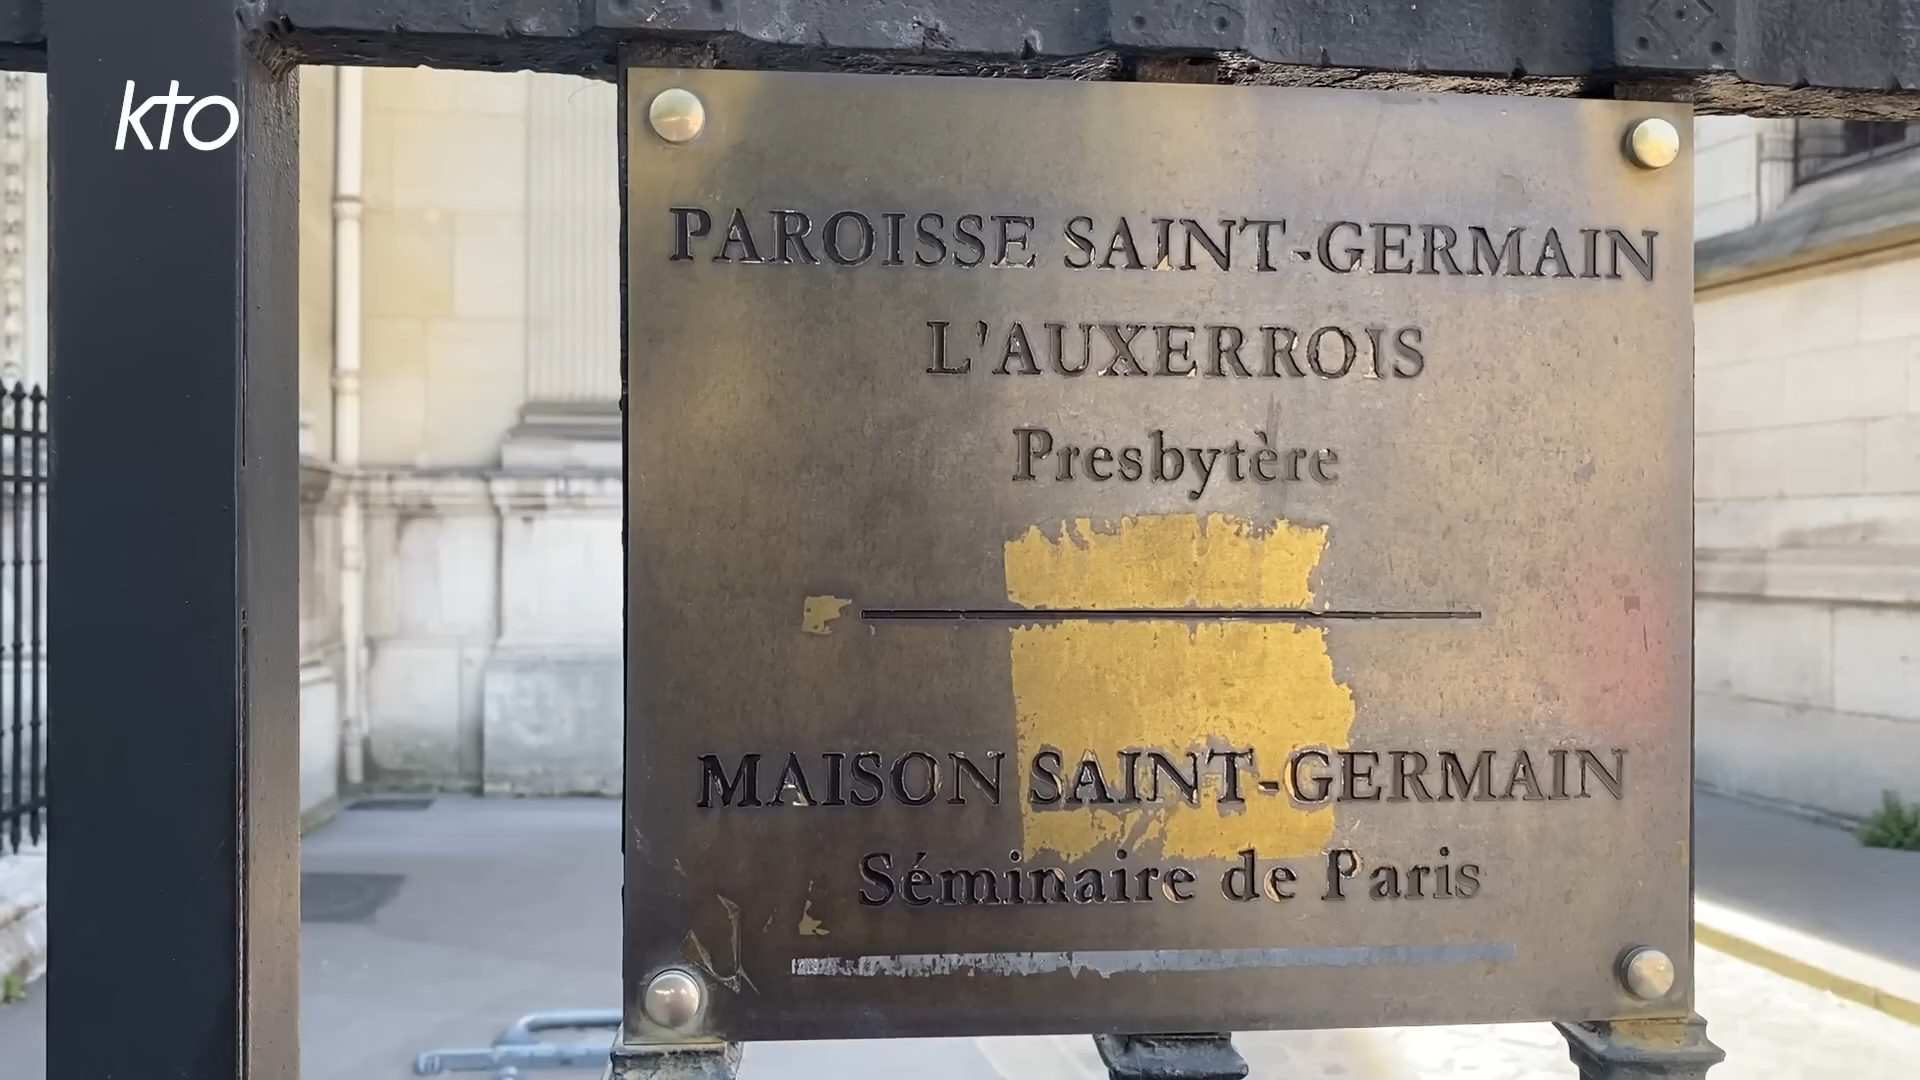 kto
PAROISSE SAINT-GERMAIN
L'AUXERROIS
Presbytère
MAISON SAINT-GERMAIN
Séminaire de Paris